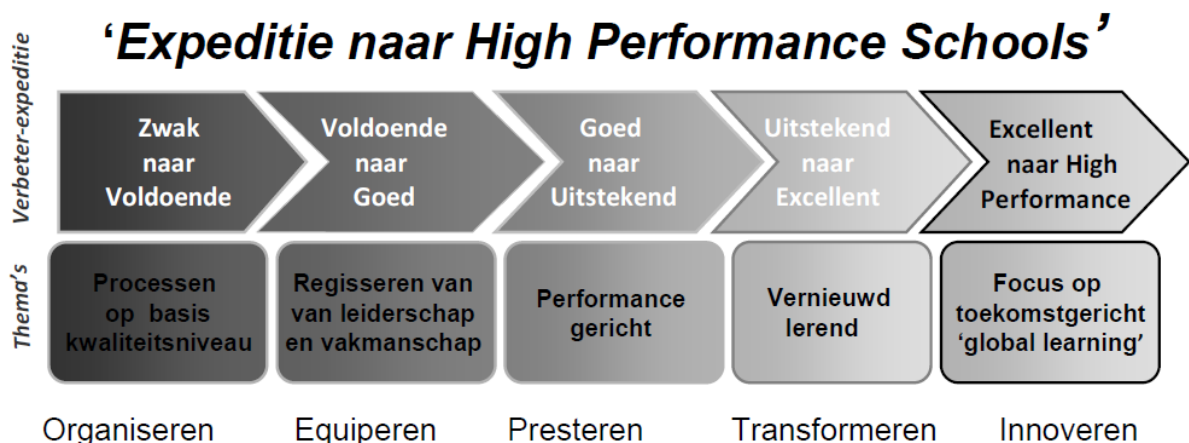 ‘Expeditie naar High Performance Schools’
Verbeter-expeditie
Zwak
naar
Voldoende
Voldoende
naar
Goed
Goed
naar
Uitstekend
Uitstekend
naar
Excellent
Excellent
naar High
Performance
Thema's
Processen
op basis
kwaliteitsniveau
Regisseren van
van leiderschap
en vakmanschap
Performance
gericht
Vernieuwd
lerend
Focus op
toekomstgericht
‘global learning’
Organiseren
Equiperen
Presteren
Transformeren
Innoveren